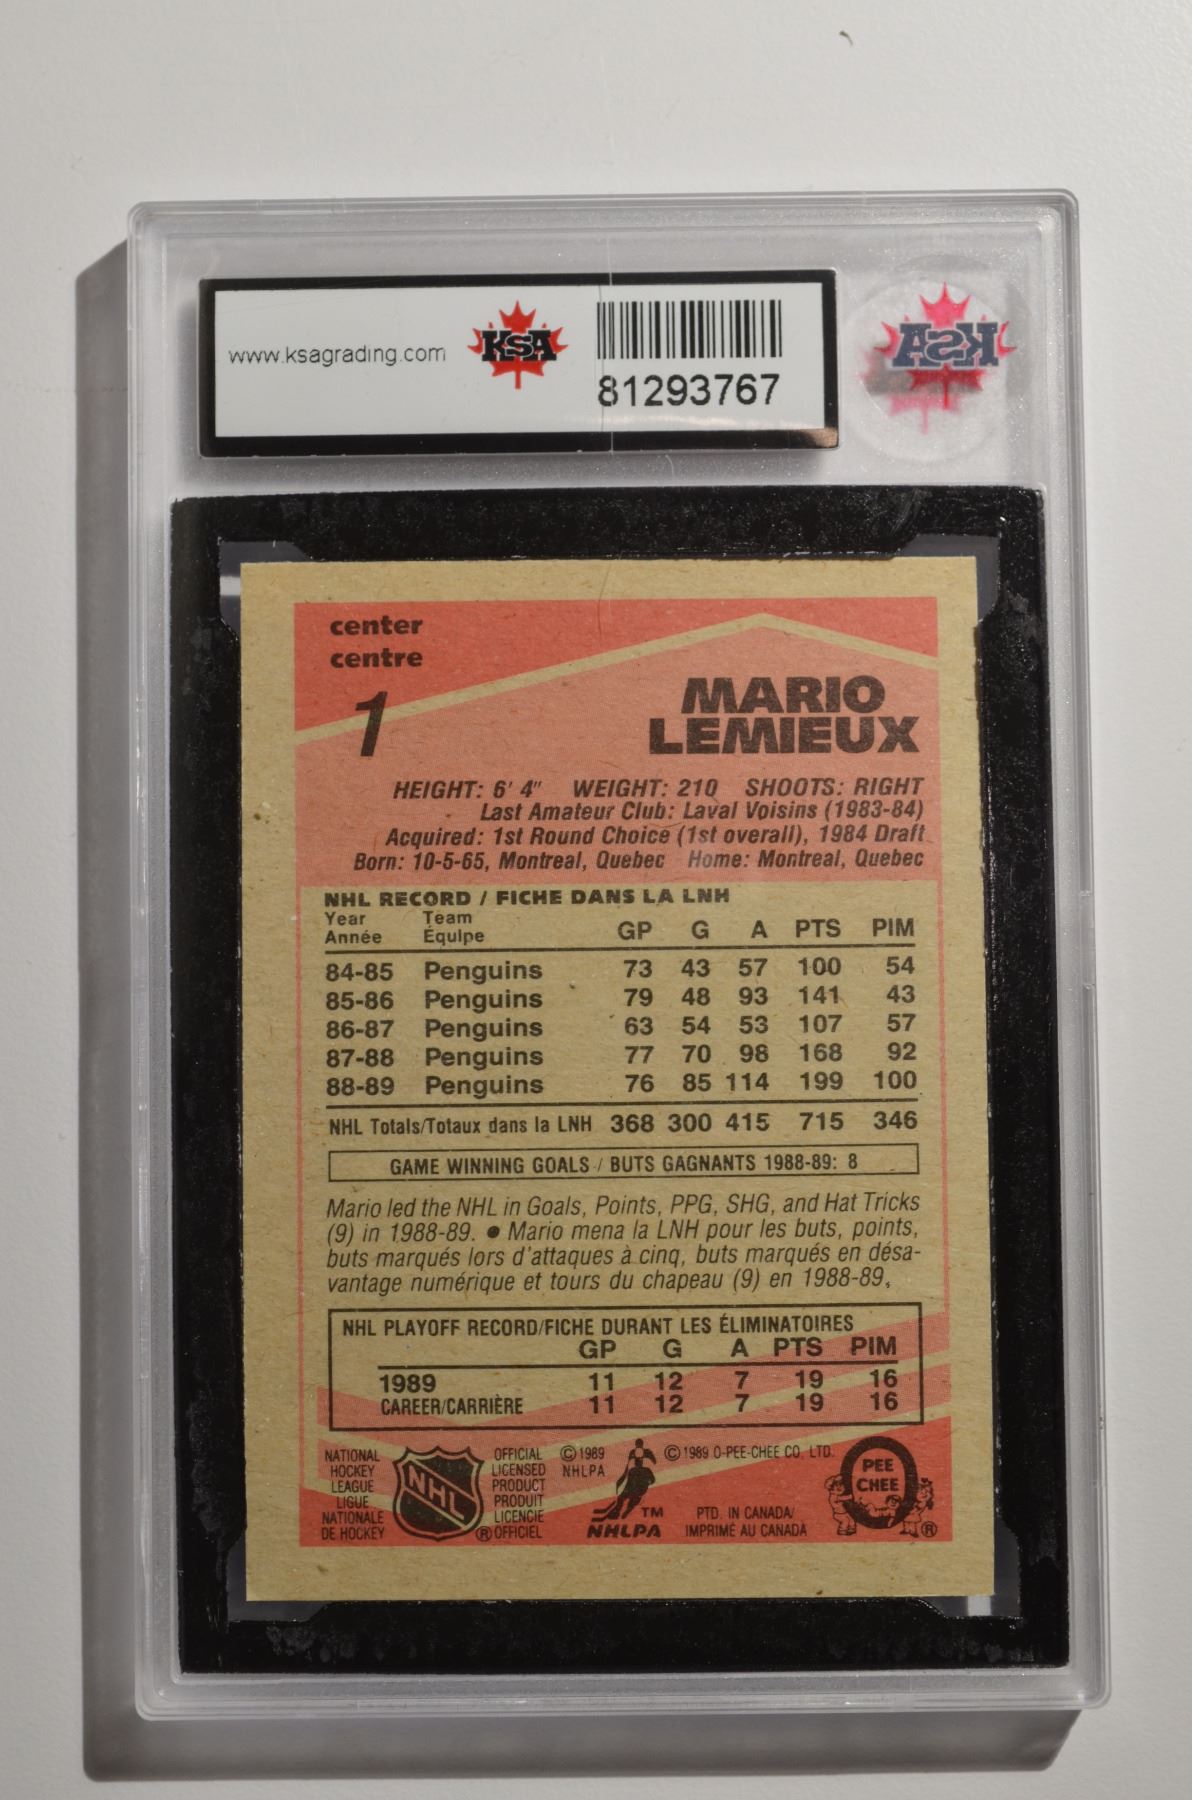 www.ksagrading.com
KSA
81293767
KSA
center
centre
1
MARIO
LEMIEUX
HEIGHT: 6' 4" WEIGHT: 210 SHOOTS: RIGHT
Last Amateur Club: Laval Voisins (1983-84)
Acquired: 1st Round Choice (1st overall), 1984 Draft
Born: 10-5-65, Montreal, Quebec Home: Montreal, Quebec
NHL RECORD / FICHE DANS LA LNH
Year Team
Année Équipe GP G A PTS PIM
84-85 Penguins 73 43 57 100 54
85-86 Penguins 79 48 93 141 43
86-87 Penguins 63 54 53 107 57
87-88 Penguins 77 70 98 168 92
88-89 Penguins 76 85 114 199 100
NHL Totals/Totaux dans la LNH 368 300 415 715 346
GAME WINNING GOALS / BUTS GAGNANTS 1988-89: 8
Mario led the NHL in Goals, Points, PPG, SHG, and Hat Tricks
(9) in 1988-89. ● Mario mena la LNH pour les buts, points,
buts marqués lors d'attaques à cinq, buts marqués en désa-
vantage numérique et tours du chapeau (9) en 1988-89.
NHL PLAYOFF RECORD/FICHE DURANT LES ÉLIMINATOIRES
GP G A PTS PIM
1989 11 12 7 19 16
CAREER/CARRIÈRE 11 12 7 19 16
NATIONAL
HOCKEY
LEAGUE
LIGUE
NATIONALE
DE HOCKEY
NHL
OFFICIAL
LICENSED
PRODUCT
PRODUIT
LICENCIE
® OFFICIEL
© 1989
NHLPA
TM
NHLPA
© 1989 O-PEE-CHEE CO. LTD.
PTD. IN CANADA/
IMPRIMÉ AU CANADA
O
PEE
CHEE
®